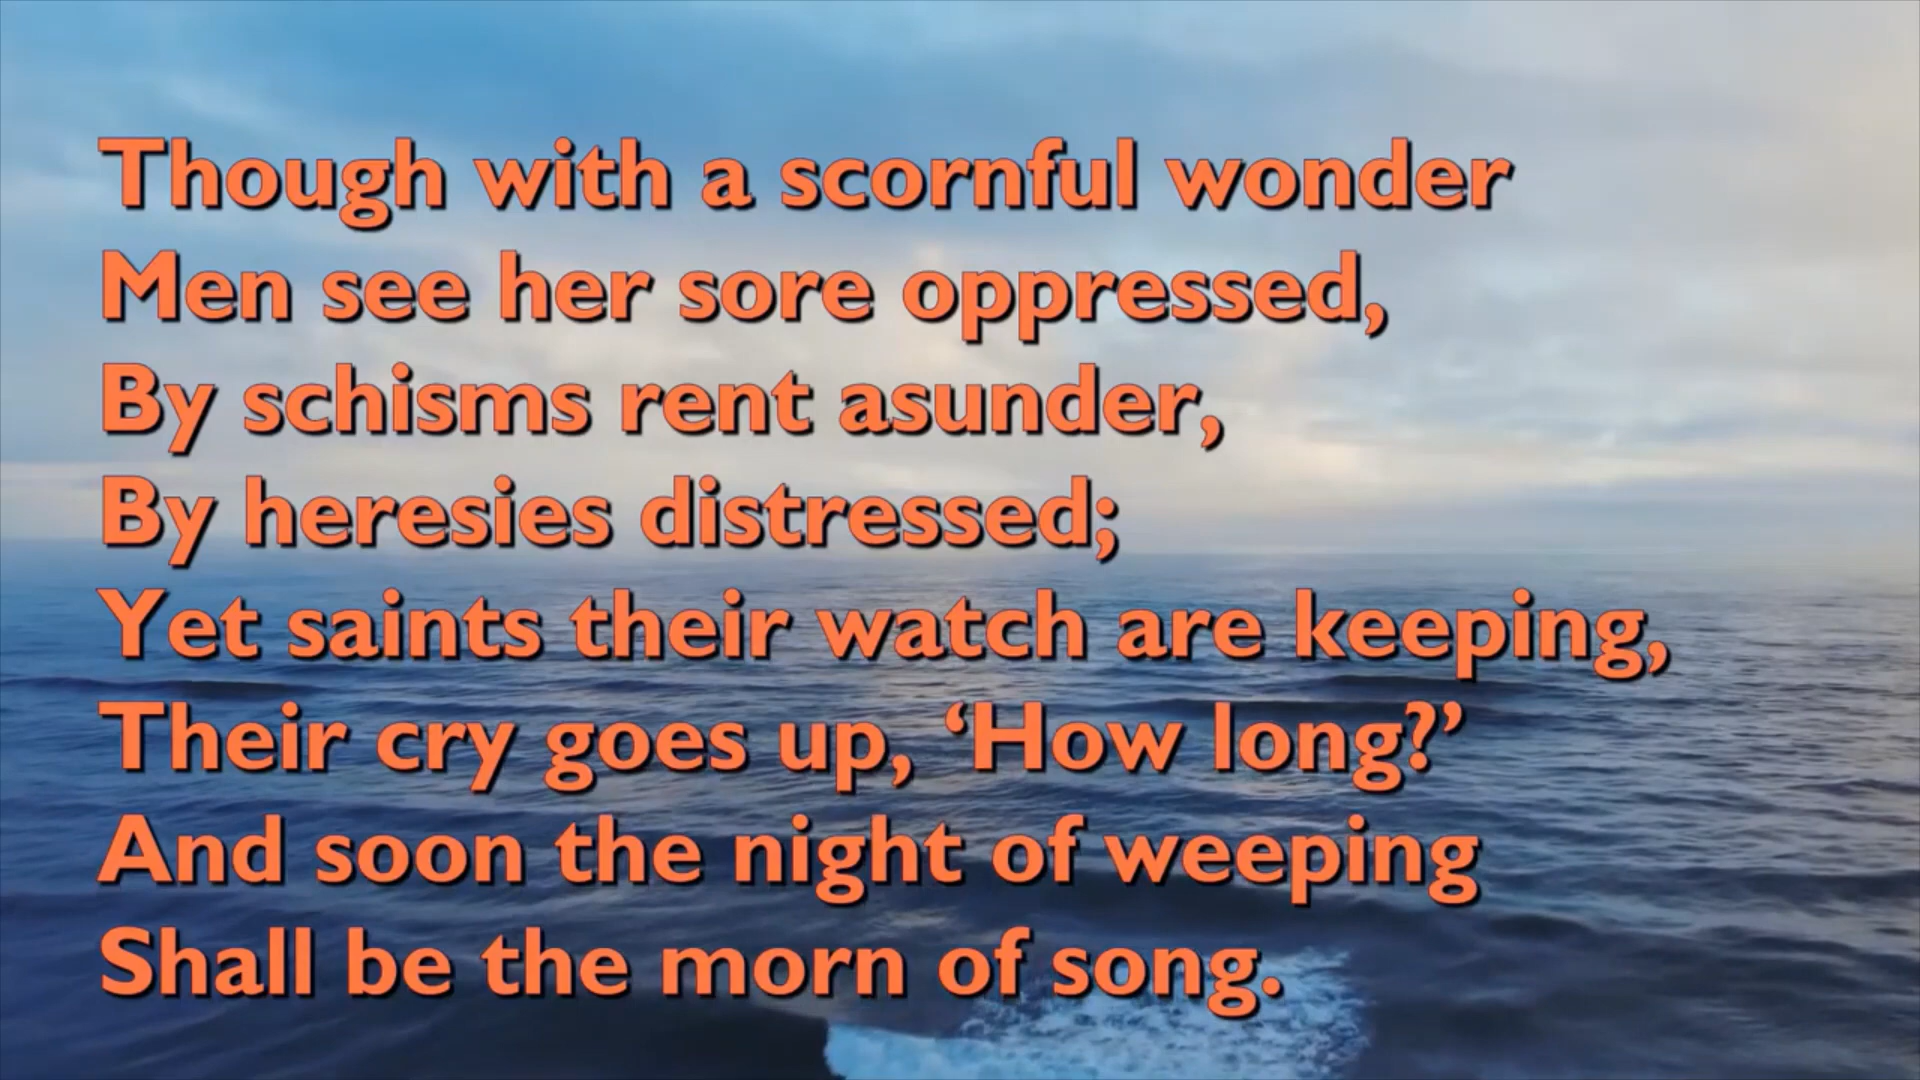 Though with a scornful wonder
Men see her sore oppressed,
By schisms rent asunder,
By heresies distressed;
Yet saints their watch are keeping,
Their cry goes up, ‘How long?’
And soon the night of weeping
Shall be the morn of song.